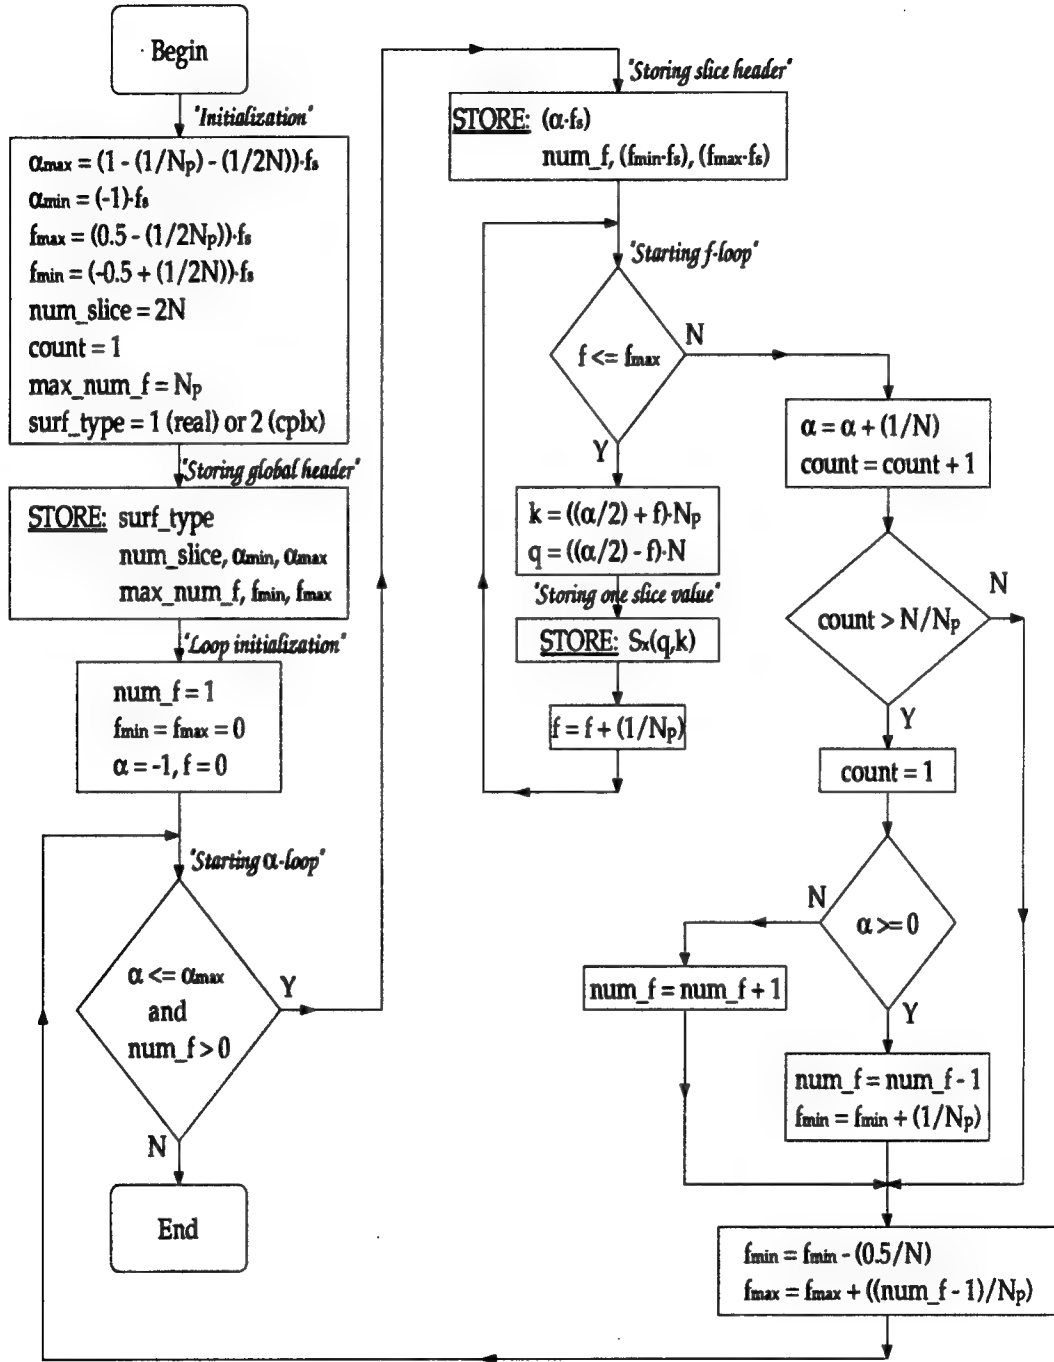 Begin
"Initialization"
αmax = (1 - (1/Np) - (1/2N))·fs
αmin = (-1)·fs
fmax = (0.5 - (1/2Np))·fs
fmin = (-0.5 + (1/2N))·fs
num_slice = 2N
count = 1
max_num_f = Np
surf_type = 1 (real) or 2 (cplx)
"Storing global header"
STORE: surf_type
num_slice, αmin, αmax
max_num_f, fmin, fmax
"Loop initialization"
num_f = 1
fmin = fmax = 0
α = -1, f = 0
"Starting α-loop"
α <= αmax
and
num_f > 0
Y
N
End
"Storing slice header"
STORE: (α·fs)
num_f, (fmin·fs), (fmax·fs)
"Starting f-loop"
f <= fmax
N
Y
k = ((α/2) + f)·Np
q = ((α/2) - f)·N
"Storing one slice value"
STORE: Sx(q,k)
f = f + (1/Np)
α = α + (1/N)
count = count + 1
count > N/Np
N
Y
count = 1
α >= 0
N
Y
num_f = num_f + 1
num_f = num_f - 1
fmin = fmin + (1/Np)
fmin = fmin - (0.5/N)
fmax = fmax + ((num_f - 1)/Np)